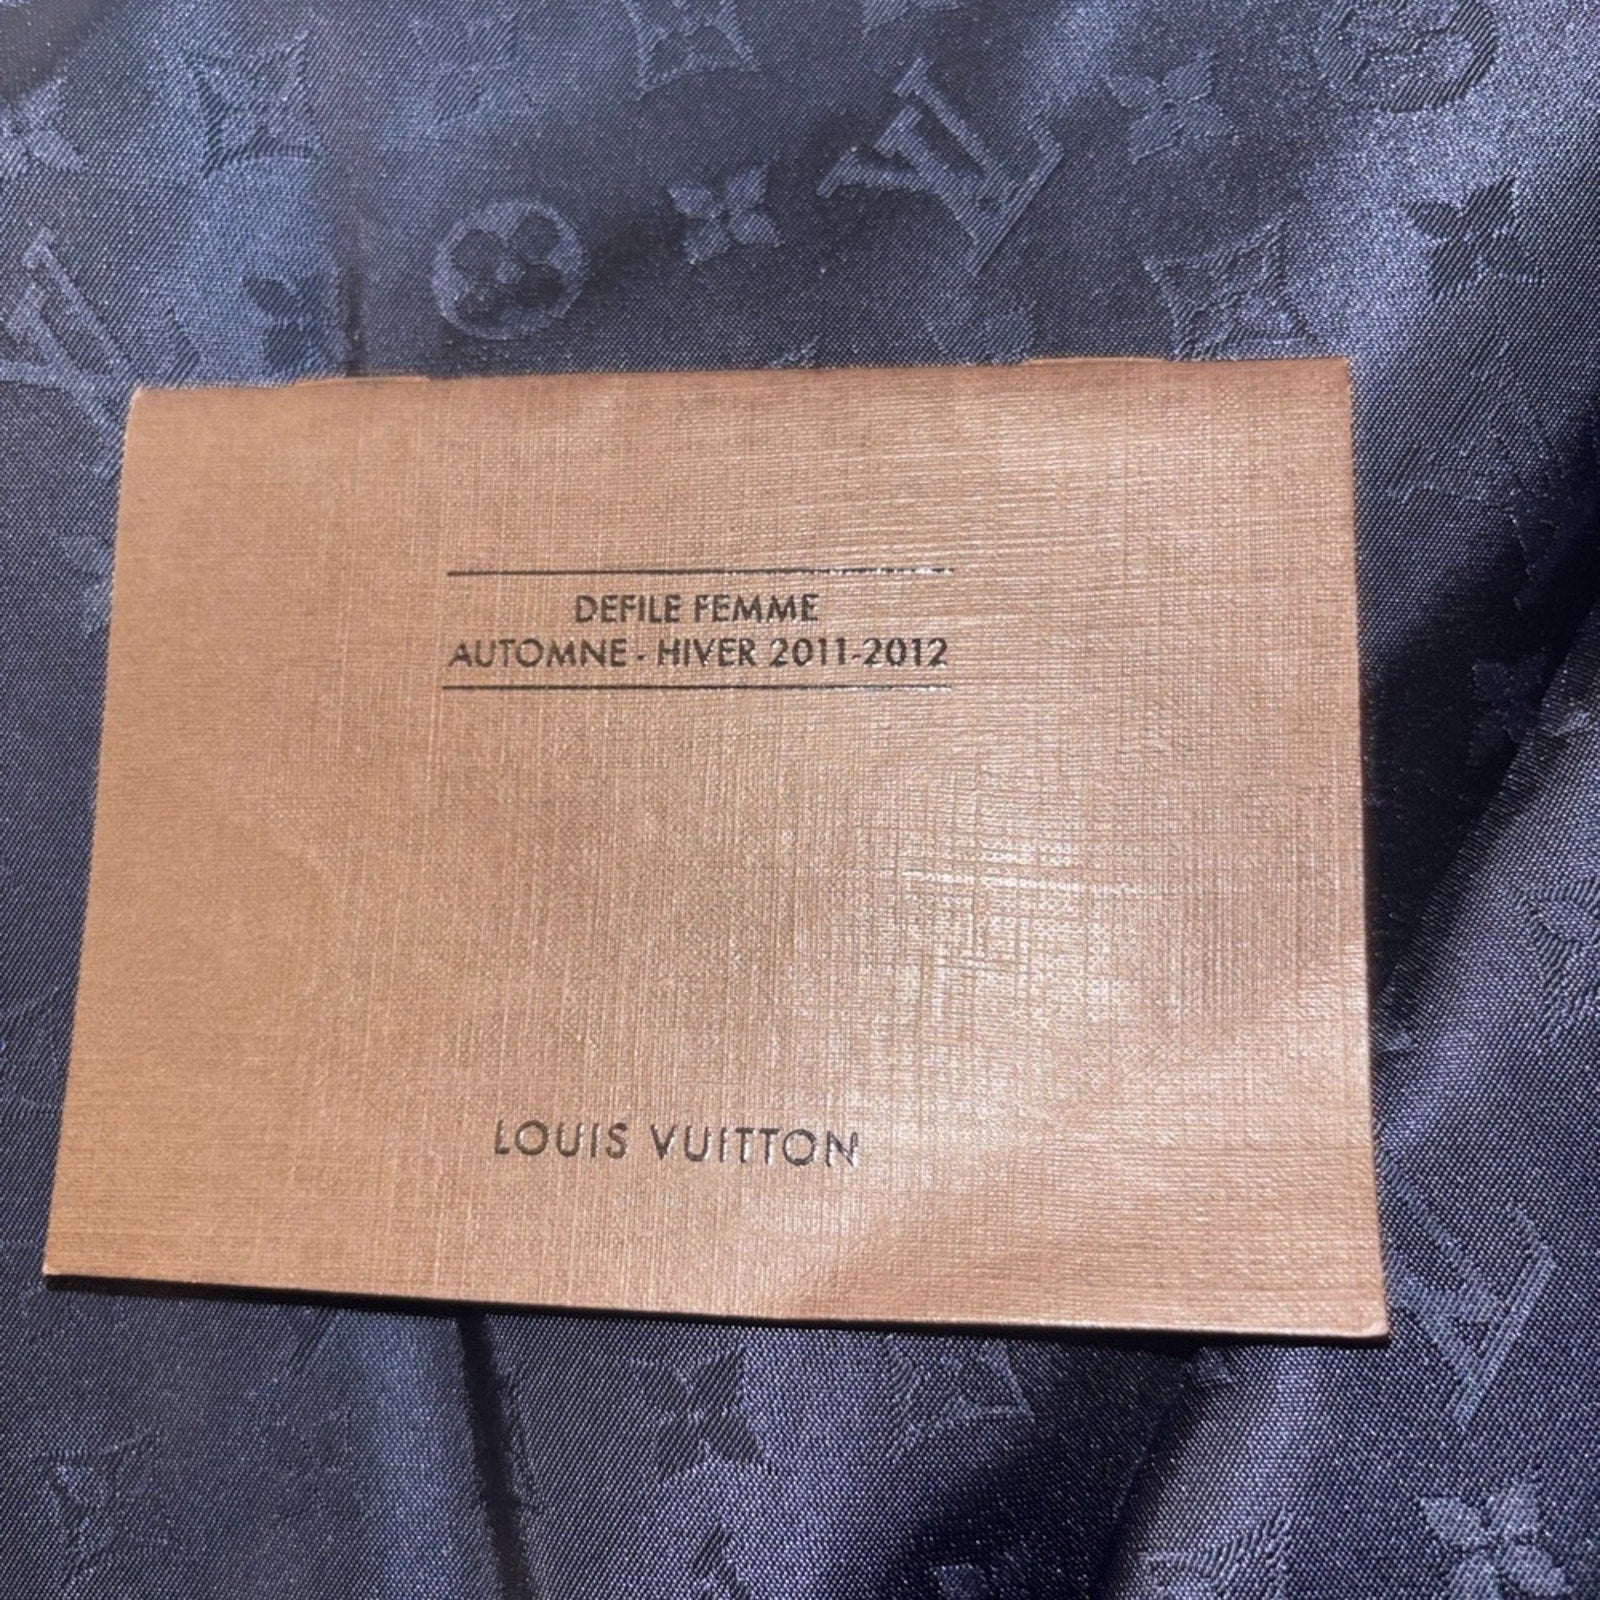 DEFILE FEMME
AUTOMNE - HIVER 2011-2012
LOUIS VUITTON